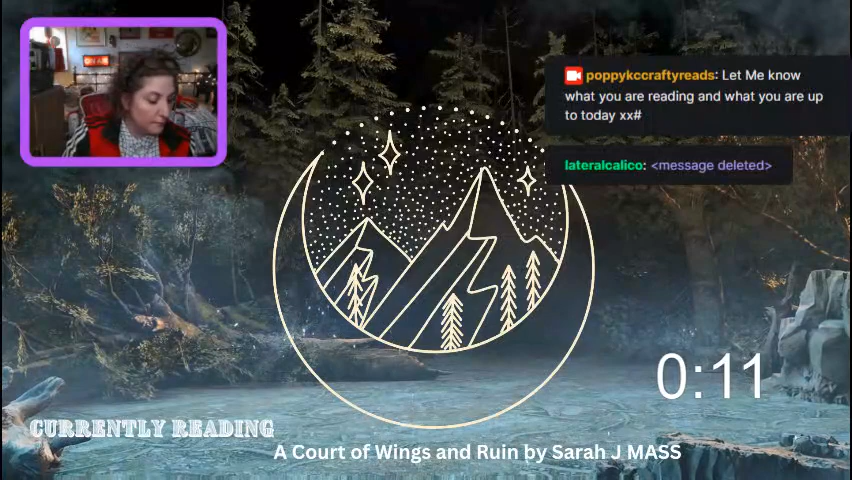 poppykccraftyreads: Let Me know
what you are reading and what you are up
to today xx#
lateralcalico: <message deleted>
0:11
CURRENTLY READING
A Court of Wings and Ruin by Sarah J MASS